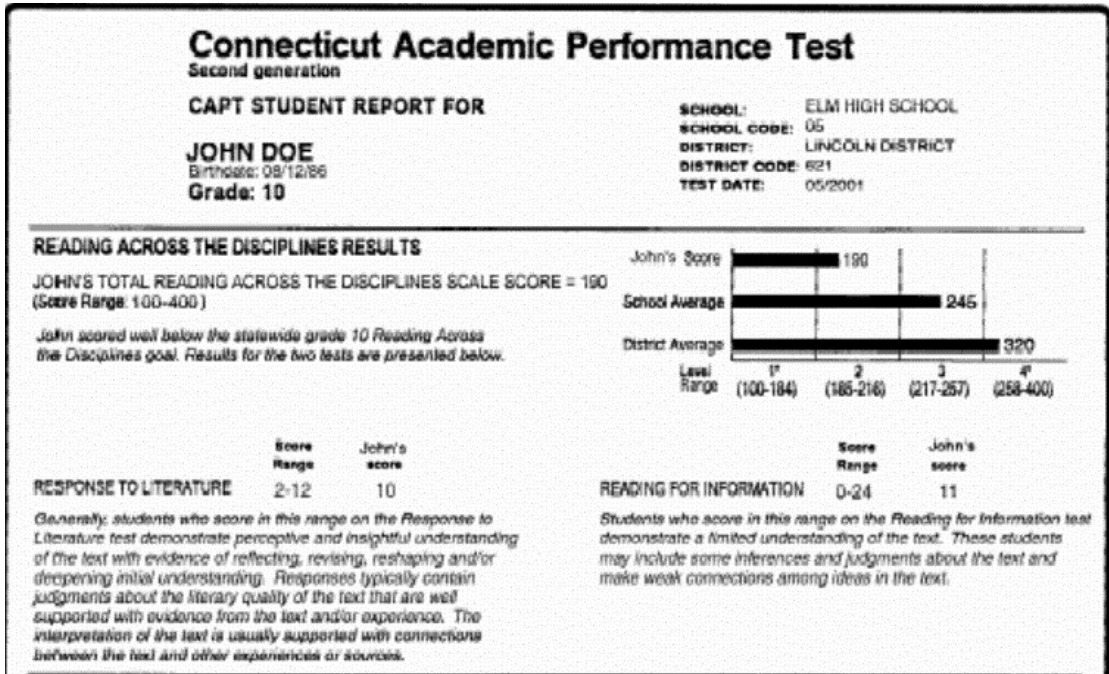 Connecticut Academic Performance Test
Second generation
CAPT STUDENT REPORT FOR
JOHN DOE
Birthdate: 08/12/86
Grade: 10
SCHOOL: ELM HIGH SCHOOL
SCHOOL CODE: 05
DISTRICT: LINCOLN DISTRICT
DISTRICT CODE: 621
TEST DATE: 05/2001
READING ACROSS THE DISCIPLINES RESULTS
JOHN'S TOTAL READING ACROSS THE DISCIPLINES SCALE SCORE = 190
(Score Range: 100-400)
John scored well below the statewide grade 10 Reading Across
the Disciplines goal. Results for the two tests are presented below.
John's Score 190
School Average 245
District Average 320
Level 1* 2 3 4*
Range (100-184) (185-216) (217-257) (258-400)
Score John's
Range score
RESPONSE TO LITERATURE 2-12 10
Generally, students who score in this range on the Response to
Literature test demonstrate perceptive and insightful understanding
of the text with evidence of reflecting, revising, reshaping and/or
deepening initial understanding. Responses typically contain
judgments about the literary quality of the text that are well
supported with evidence from the text and/or experience. The
interpretation of the text is usually supported with connections
between the text and other experiences or sources.
Score John's
Range score
READING FOR INFORMATION 0-24 11
Students who score in this range on the Reading for Information test
demonstrate a limited understanding of the text. These students
may include some inferences and judgments about the text and
make weak connections among ideas in the text.